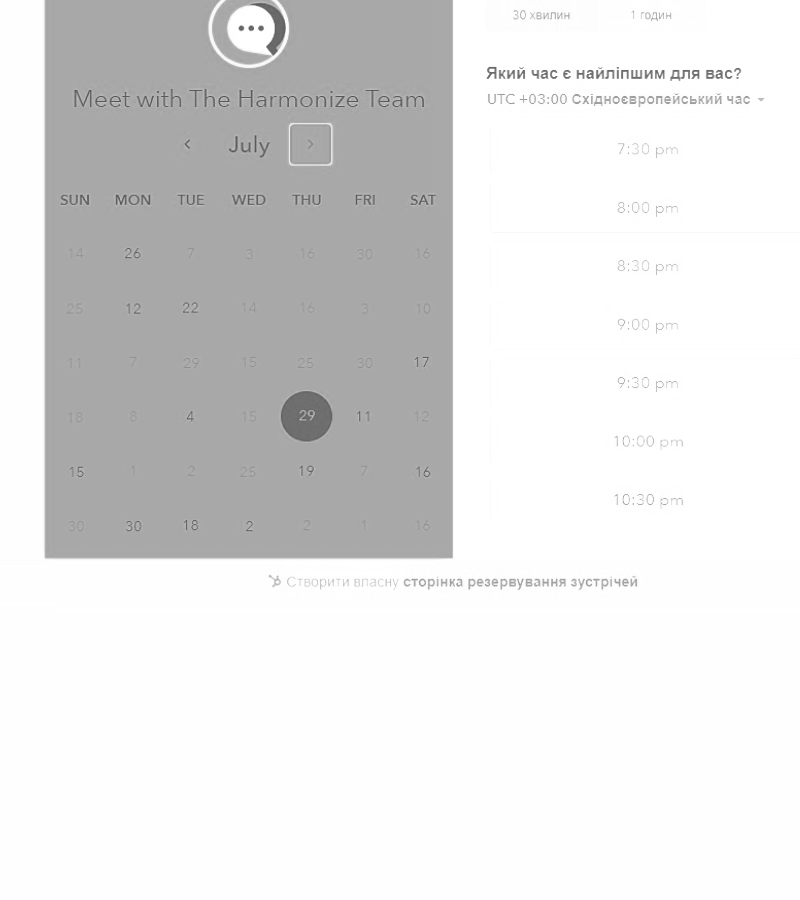 30 хвилин 1 годин
Meet with The Harmonize Team
July
SUN MON TUE WED THU FRI SAT
14 26 7 3 16 30 16
25 12 22 14 16 3 10
11 7 29 15 25 30 17
18 8 4 15 29 11 12
15 1 2 25 19 7 16
30 30 18 2 2 1 16
Який час є найліпшим для вас?
UTC +03:00 Східноєвропейський час
7:30 pm
8:00 pm
8:30 pm
9:00 pm
9:30 pm
10:00 pm
10:30 pm
Створити власну сторінка резервування зустрічей